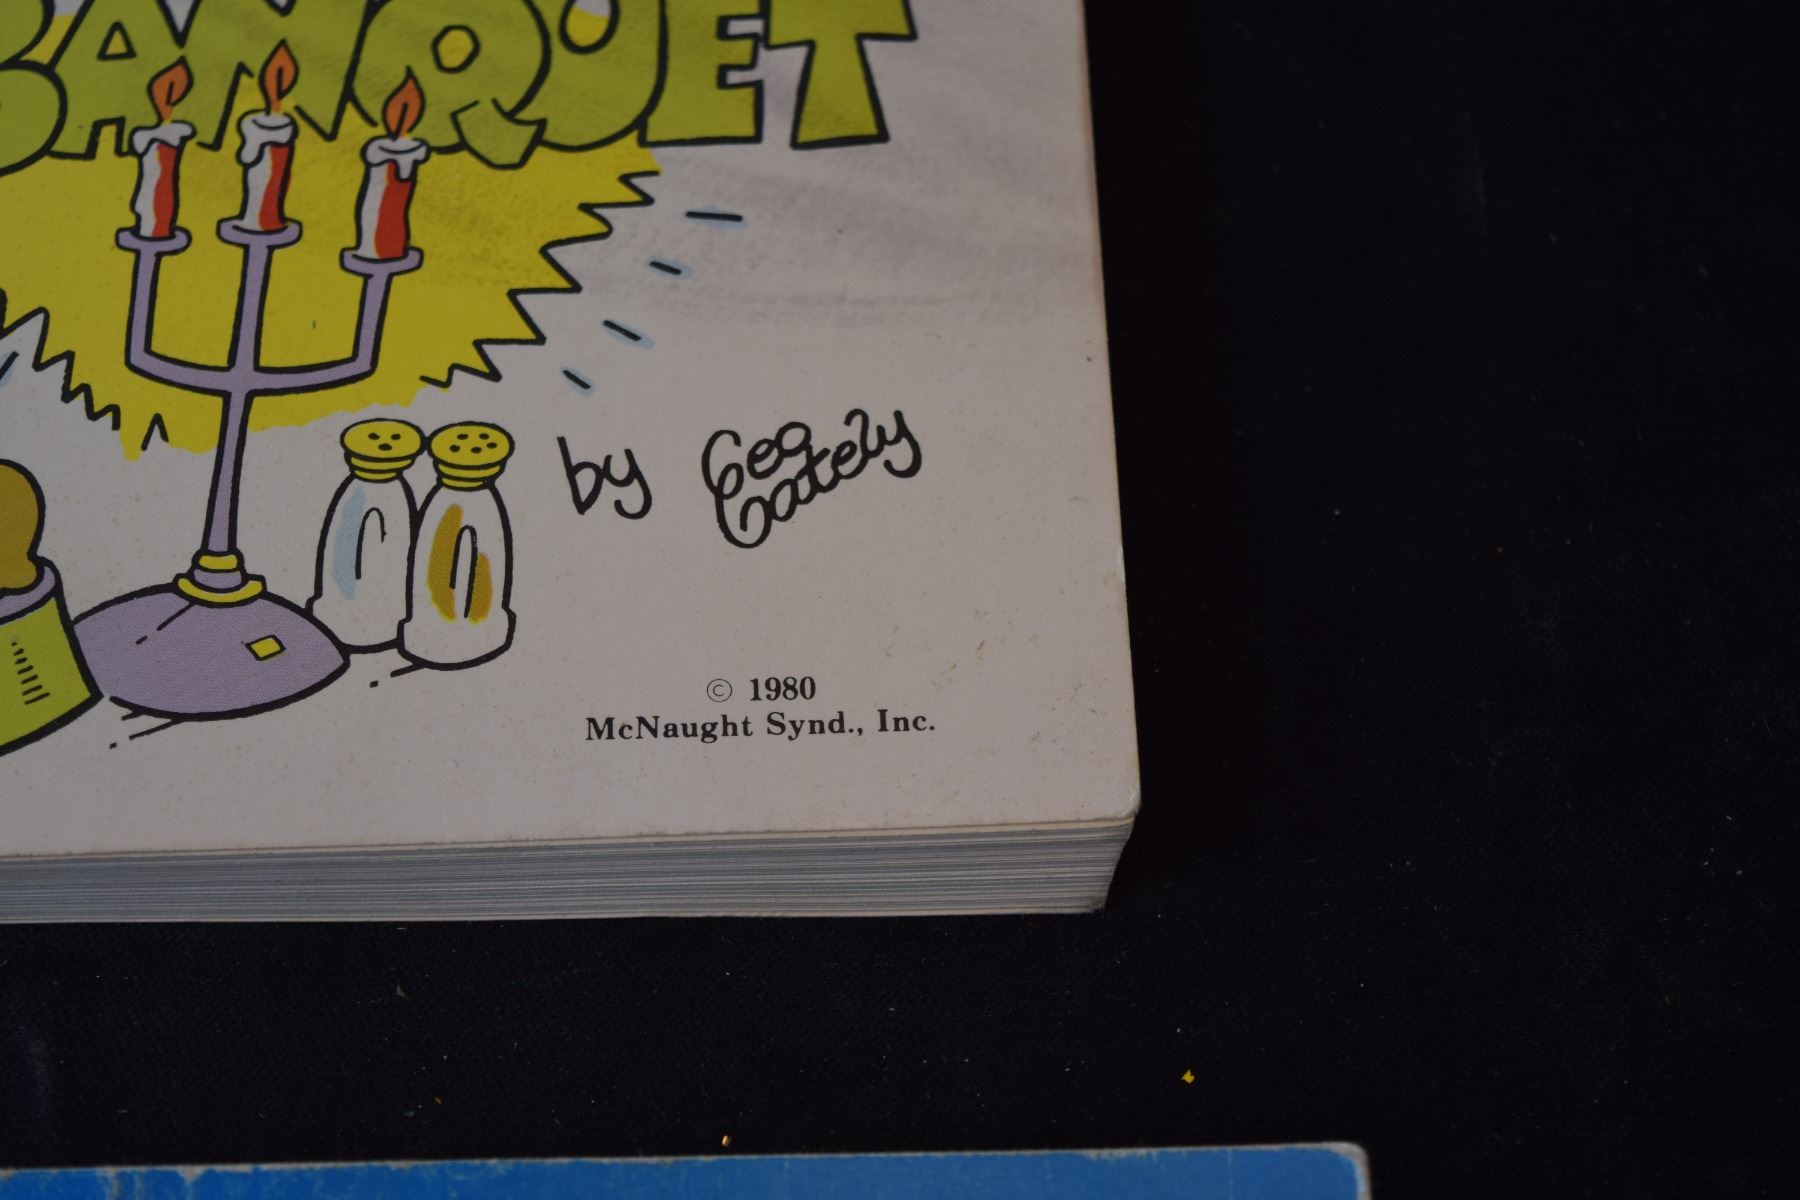 BANQUET
by Geo
Gately
© 1980
McNaught Synd., Inc.